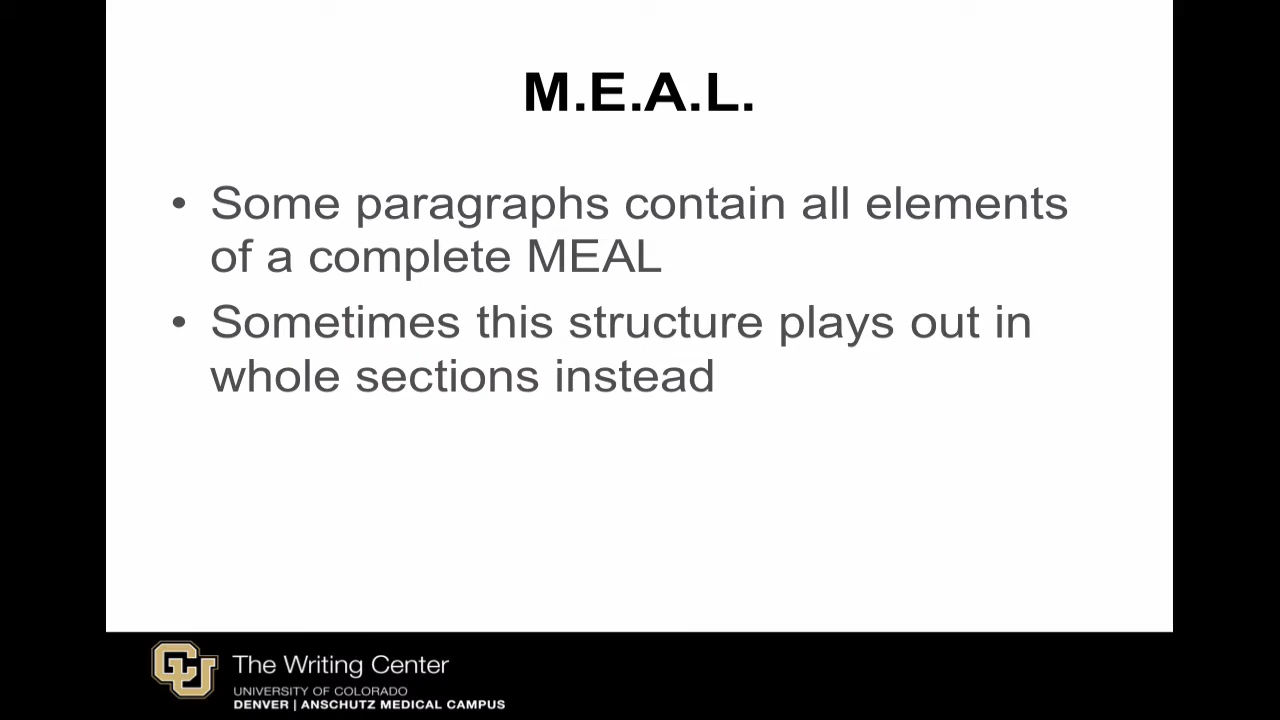 M.E.A.L.
• Some paragraphs contain all elements
of a complete MEAL
• Sometimes this structure plays out in
whole sections instead
CU
The Writing Center
UNIVERSITY OF COLORADO
DENVER | ANSCHUTZ MEDICAL CAMPUS